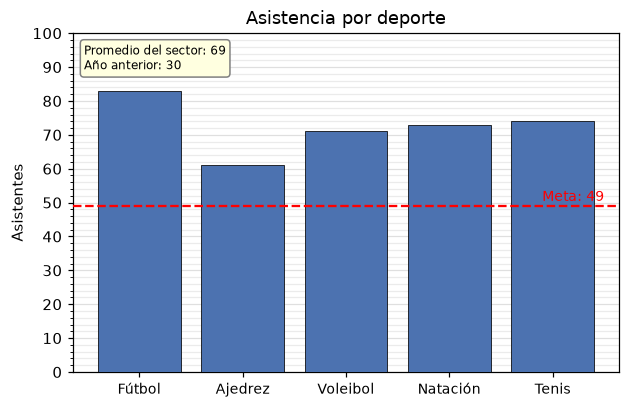 Asistencia por deporte
Promedio del sector: 69
Año anterior: 30
Meta: 49
Asistentes
100
90
80
70
60
50
40
30
20
10
0
Fútbol
Ajedrez
Voleibol
Natación
Tenis